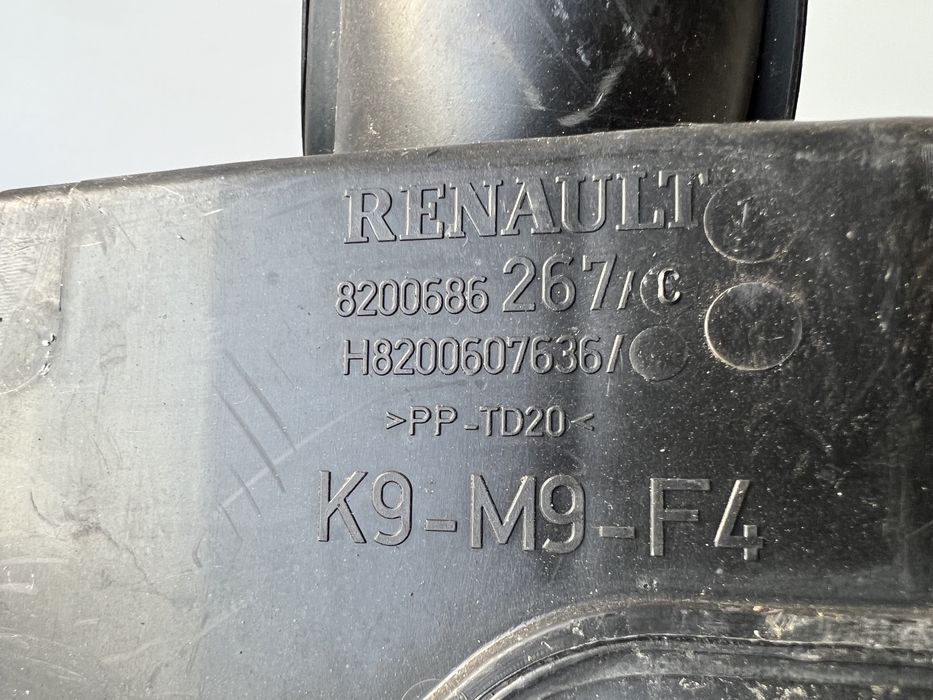 RENAULT
8200686 267/C
H8200607636/
>PP-TD20<
K9-M9-F4